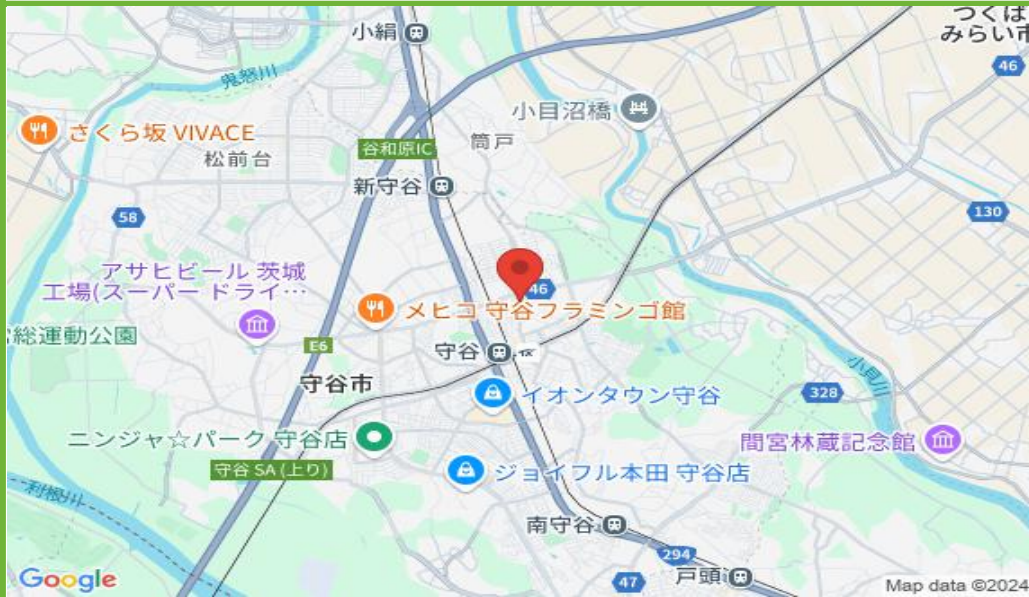 つくば
みらい市
小絹
46
鬼怒川
小目沼橋
さくら坂 VIVACE
筒戸
谷和原IC
松前台
新守谷
58
130
アサヒビール 茨城
工場(スーパー ドライ…
46
メヒコ 守谷フラミンゴ館
総運動公園
E6
守谷
小貝川
守谷市
イオンタウン守谷
328
ニンジャ☆パーク 守谷店
間宮林蔵記念館
守谷 SA (上り)
ジョイフル本田 守谷店
利根川
南守谷
294
47
戸頭
Google
Map data ©2024